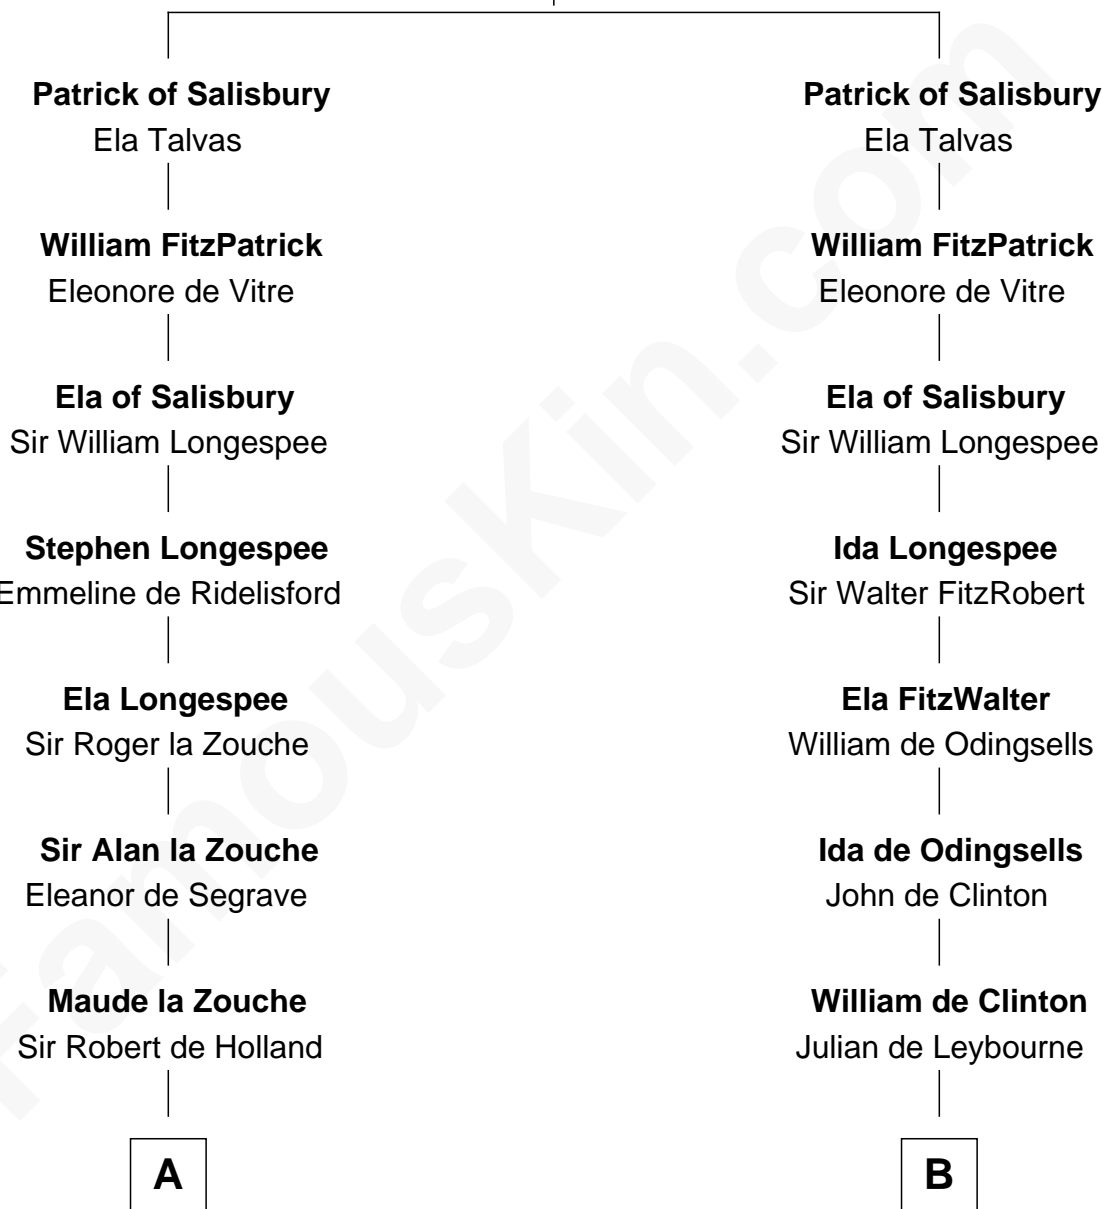 Patrick of Salisbury
Ela Talvas
William FitzPatrick
Eleonore de Vitre
Ela of Salisbury
Sir William Longespee
Stephen Longespee
Emmeline de Ridelisford
Ela Longespee
Sir Roger la Zouche
Sir Alan la Zouche
Eleanor de Segrave
Maude la Zouche
Sir Robert de Holland
A
Patrick of Salisbury
Ela Talvas
William FitzPatrick
Eleonore de Vitre
Ela of Salisbury
Sir William Longespee
Ida Longespee
Sir Walter FitzRobert
Ela FitzWalter
William de Odingsells
Ida de Odingsells
John de Clinton
William de Clinton
Julian de Leybourne
B
FamousKin.com